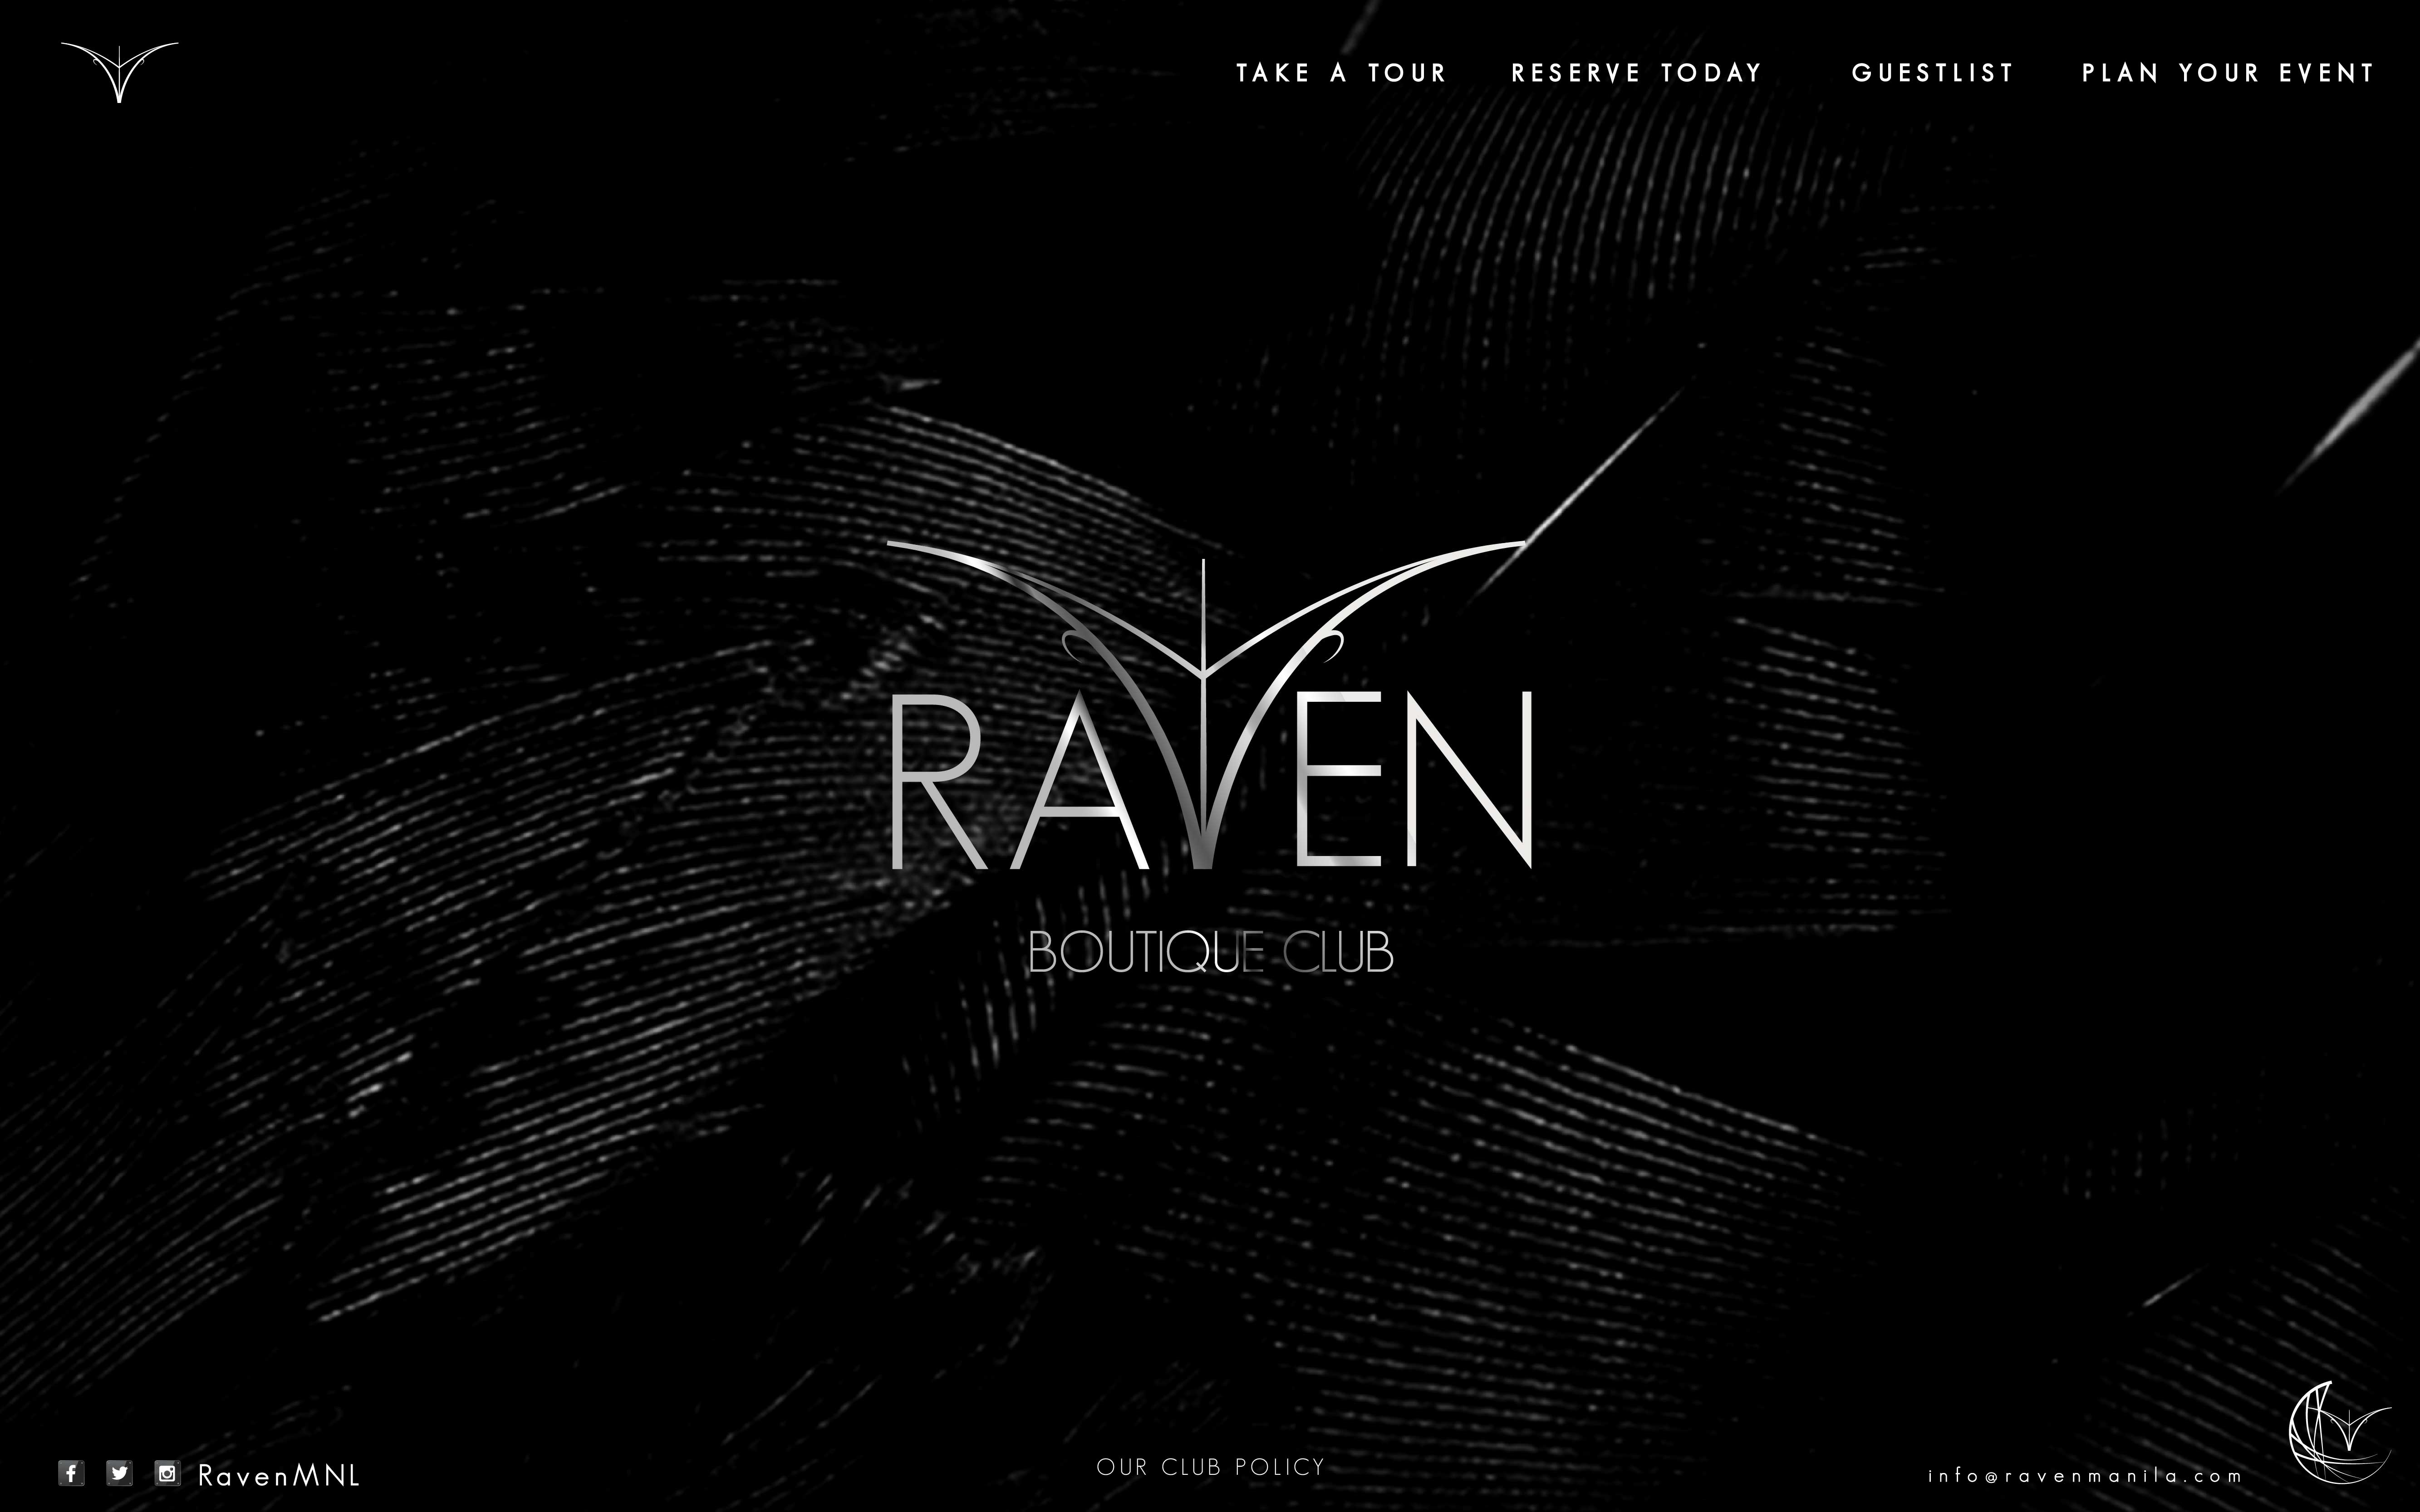 TAKE A TOUR RESERVE TODAY GUESTLIST PLAN YOUR EVENT
RAVEN
BOUTIQUE CLUB
RavenMNL
OUR CLUB POLICY
info@ravenmanila.com